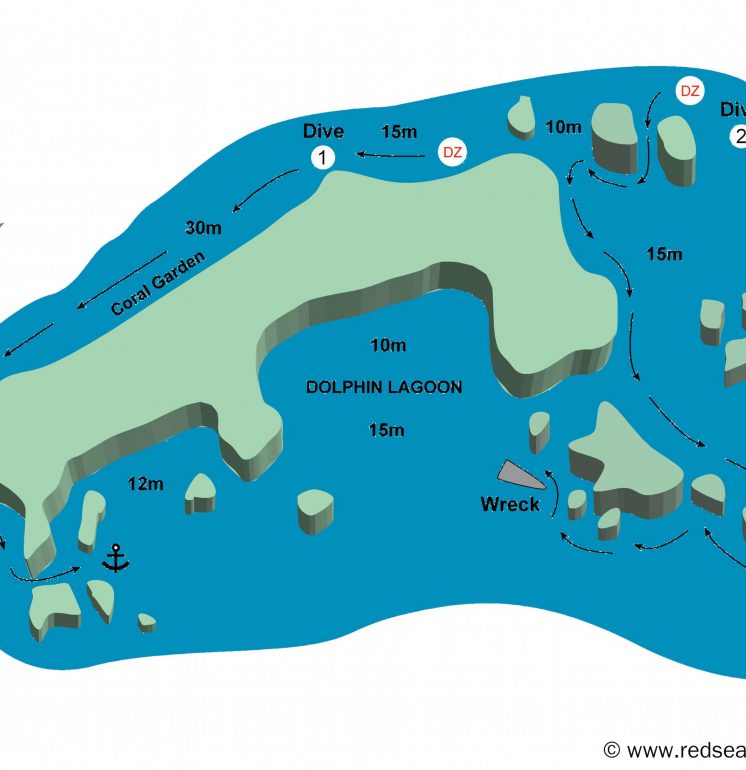 DZ
Div
2
Dive
1
15m
DZ
10m
30m
Coral Garden
15m
10m
DOLPHIN LAGOON
15m
12m
Wreck
© www.redsea